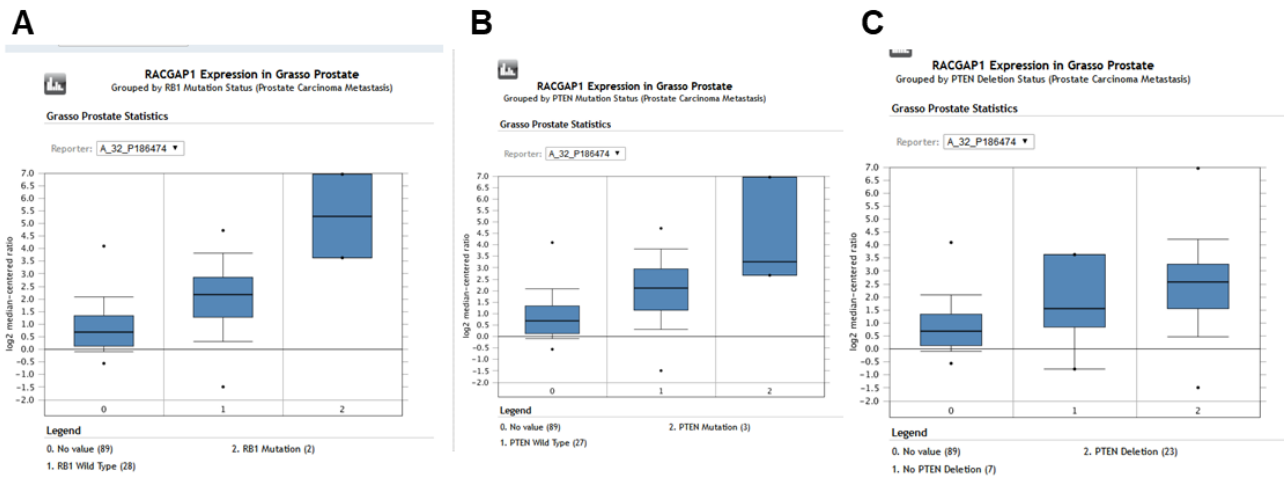 A
RACGAP1 Expression in Grasso Prostate
Grouped by RB1 Mutation Status (Prostate Carcinoma Metastasis)
Grasso Prostate Statistics
Reporter: A_32_P186474
log2 median-centered ratio
7.0
6.5
6.0
5.5
5.0
4.5
4.0
3.5
3.0
2.5
2.0
1.5
1.0
0.5
0.0
-0.5
-1.0
-1.5
-2.0
0 1 2
Legend
0. No value (89) 2. RB1 Mutation (2)
1. RB1 Wild Type (28)
B
RACGAP1 Expression in Grasso Prostate
Grouped by PTEN Mutation Status (Prostate Carcinoma Metastasis)
Grasso Prostate Statistics
Reporter: A_32_P186474
log2 median-centered ratio
7.0
6.5
6.0
5.5
5.0
4.5
4.0
3.5
3.0
2.5
2.0
1.5
1.0
0.5
0.0
-0.5
-1.0
-1.5
-2.0
0 1 2
Legend
0. No value (89) 2. PTEN Mutation (3)
1. PTEN Wild Type (27)
C
RACGAP1 Expression in Grasso Prostate
Grouped by PTEN Deletion Status (Prostate Carcinoma Metastasis)
Grasso Prostate Statistics
Reporter: A_32_P186474
log2 median-centered ratio
7.0
6.5
6.0
5.5
5.0
4.5
4.0
3.5
3.0
2.5
2.0
1.5
1.0
0.5
0.0
-0.5
-1.0
-1.5
-2.0
0 1 2
Legend
0. No value (89) 2. PTEN Deletion (23)
1. No PTEN Deletion (7)